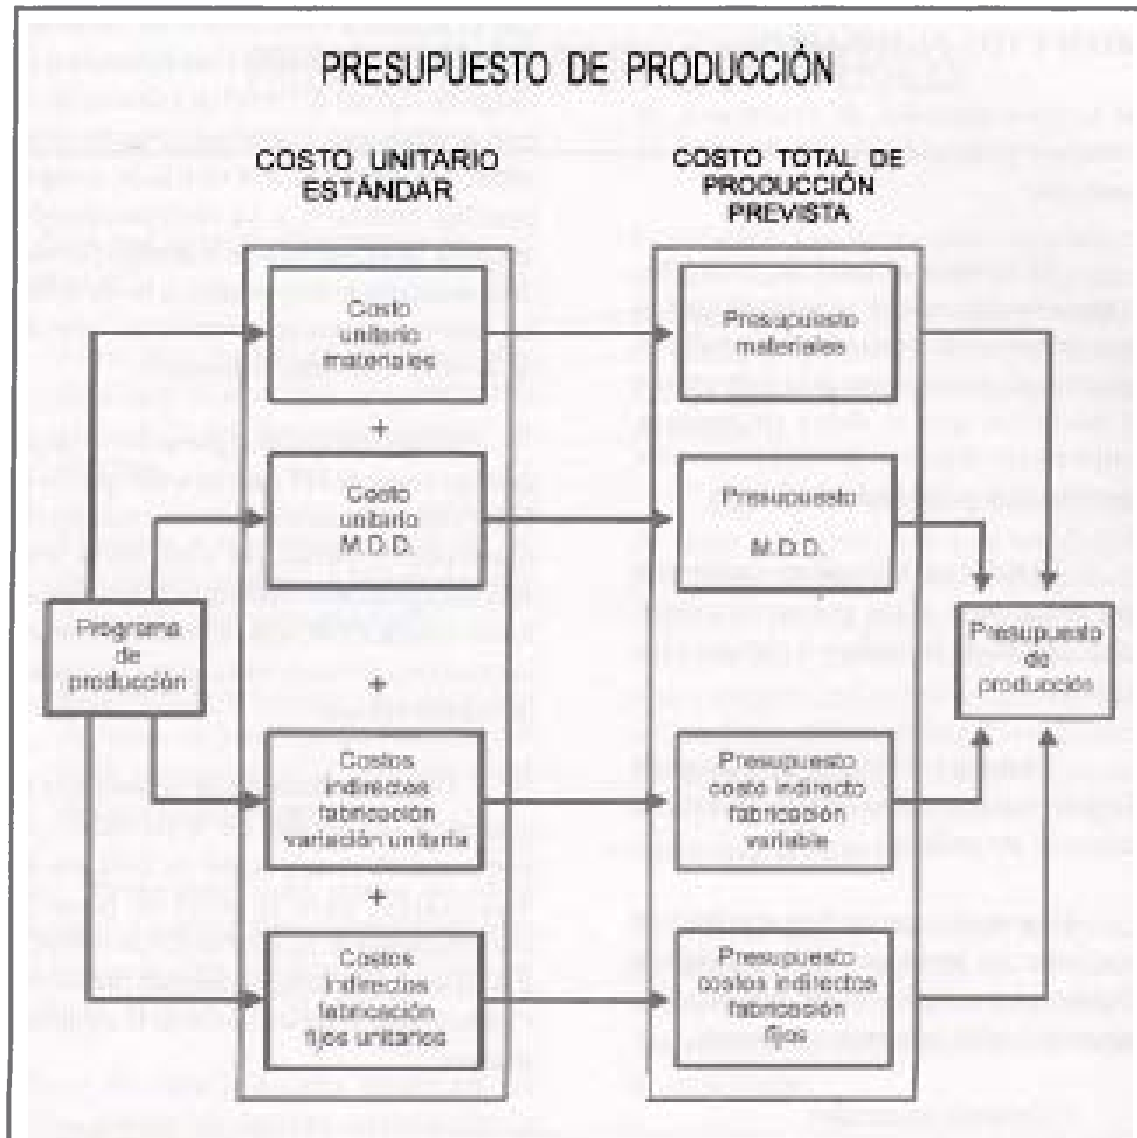 PRESUPUESTO DE PRODUCCIÓN
COSTO UNITARIO
ESTÁNDAR
COSTO TOTAL DE
PRODUCCIÓN
PREVISTA
Costo
unitario
materiales
Presupuesto
materiales
+
Costo
unitario
M.D.D.
Presupuesto
M.D.D.
Programa
de
producción
Presupuesto
de
producción
+
Costos
indirectos
fabricación
variación unitaria
Presupuesto
costo indirecto
fabricación
variable
+
Costos
Indirectos
fabricación
fijos unitarios
Presupuesto
costos indirectos
fabricación
fijos